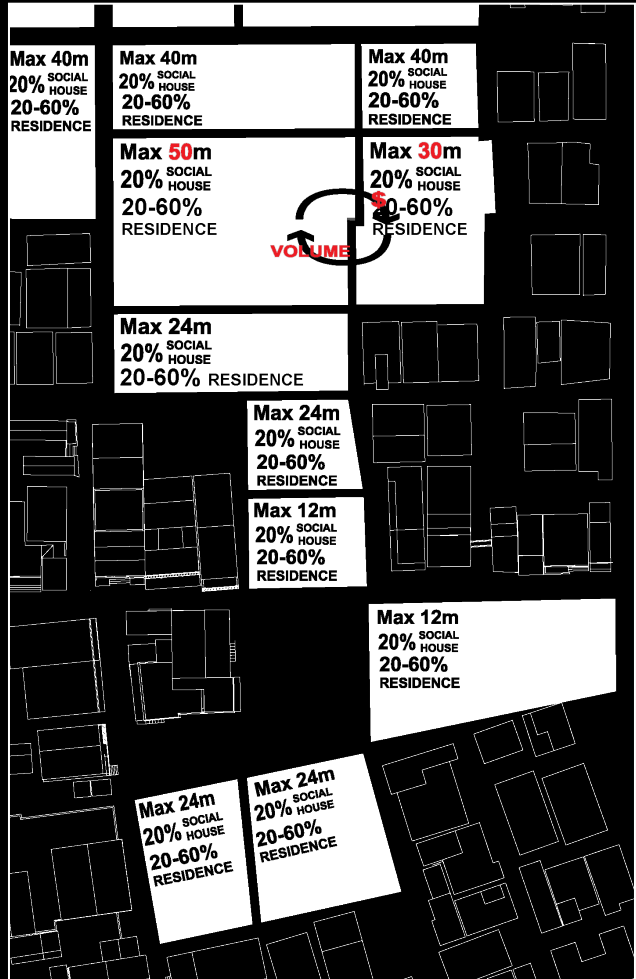 Max 40m
20% SOCIAL HOUSE
20-60%
RESIDENCE
Max 40m
20% SOCIAL HOUSE
20-60%
RESIDENCE
Max 40m
20% SOCIAL HOUSE
20-60%
RESIDENCE
Max 50m
20% SOCIAL HOUSE
20-60%
RESIDENCE
Max 30m
20% SOCIAL HOUSE
$
20-60%
RESIDENCE
VOLUME
Max 24m
20% SOCIAL HOUSE
20-60% RESIDENCE
Max 24m
20% SOCIAL HOUSE
20-60%
RESIDENCE
Max 12m
20% SOCIAL HOUSE
20-60%
RESIDENCE
Max 12m
20% SOCIAL HOUSE
20-60%
RESIDENCE
Max 24m
20% SOCIAL HOUSE
20-60%
RESIDENCE
Max 24m
20% SOCIAL HOUSE
20-60%
RESIDENCE